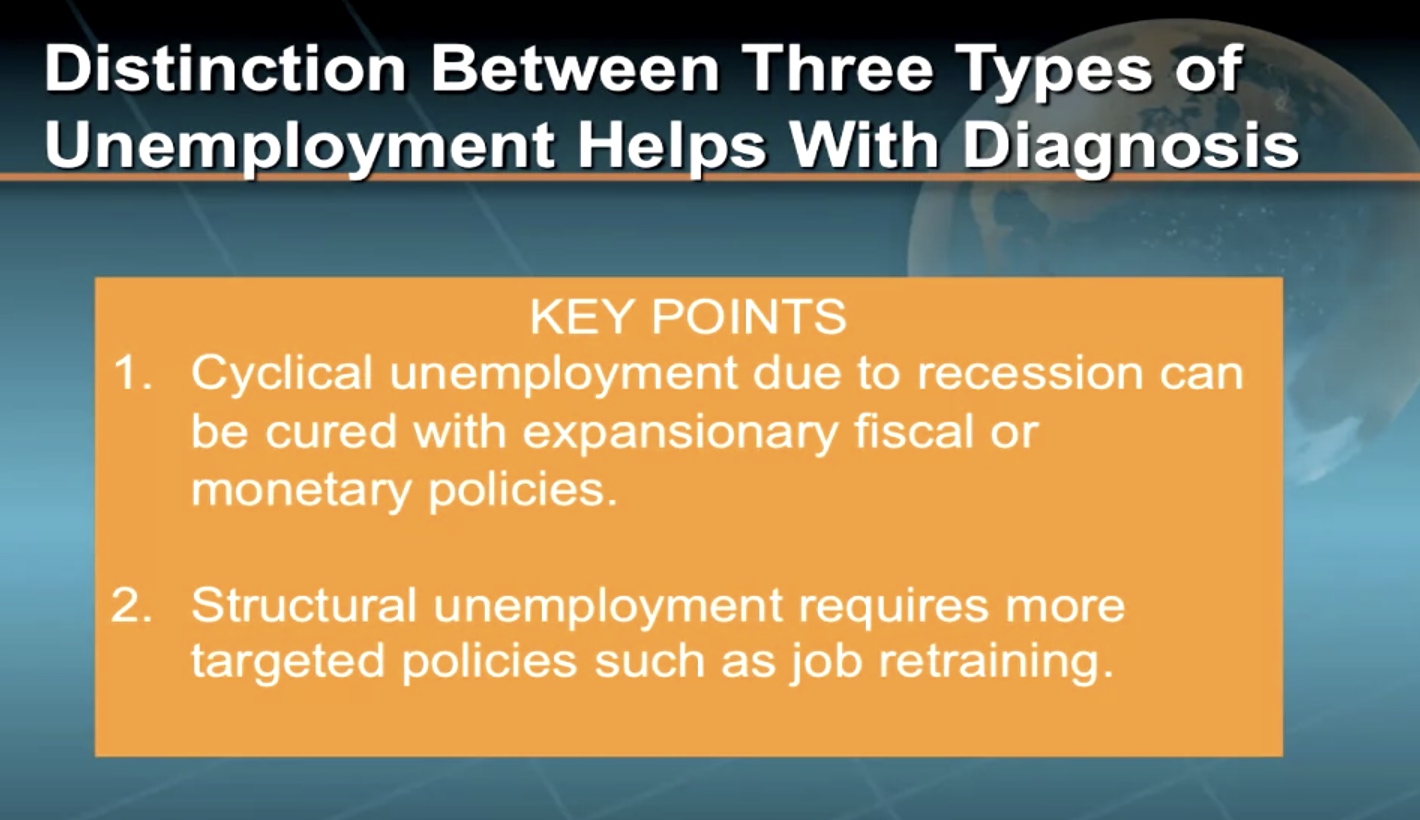 Distinction Between Three Types of
Unemployment Helps With Diagnosis
KEY POINTS
1. Cyclical unemployment due to recession can
be cured with expansionary fiscal or
monetary policies.
2. Structural unemployment requires more
targeted policies such as job retraining.